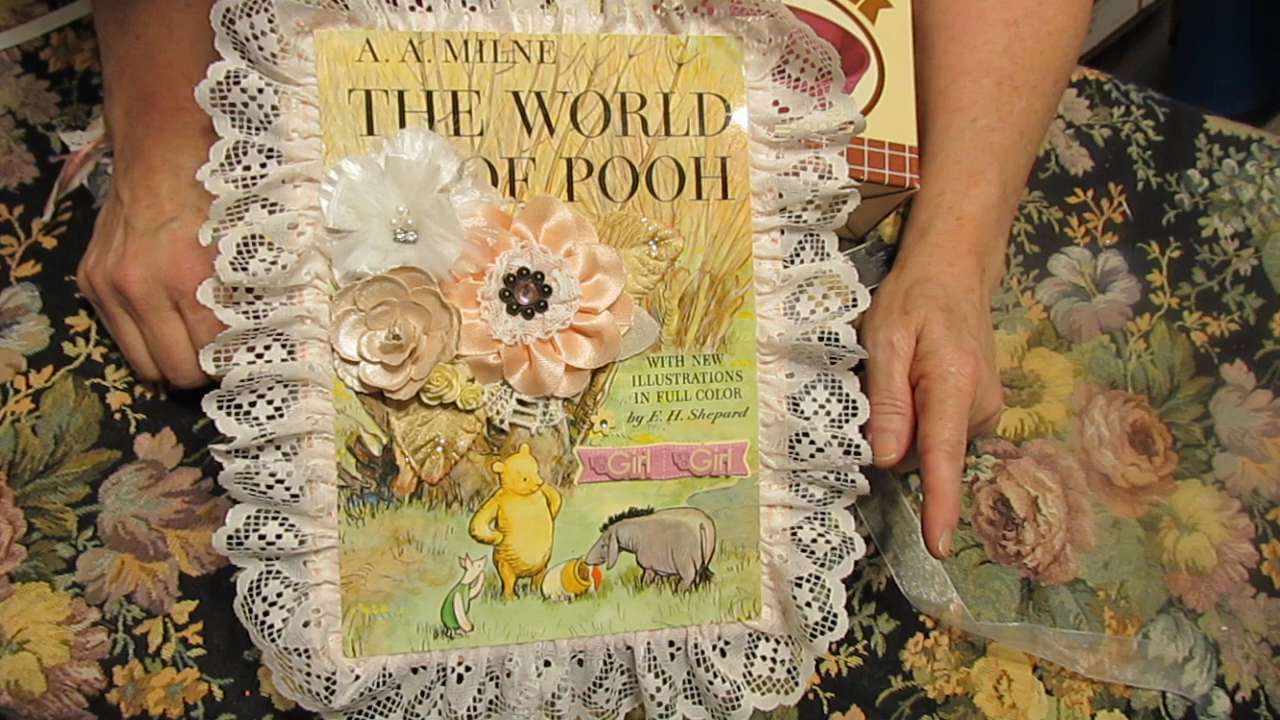 A. A. MILNE
THE WORLD
OF POOH
WITH NEW
ILLUSTRATIONS
IN FULL COLOR
by E. H. Shepard
Girl Girl